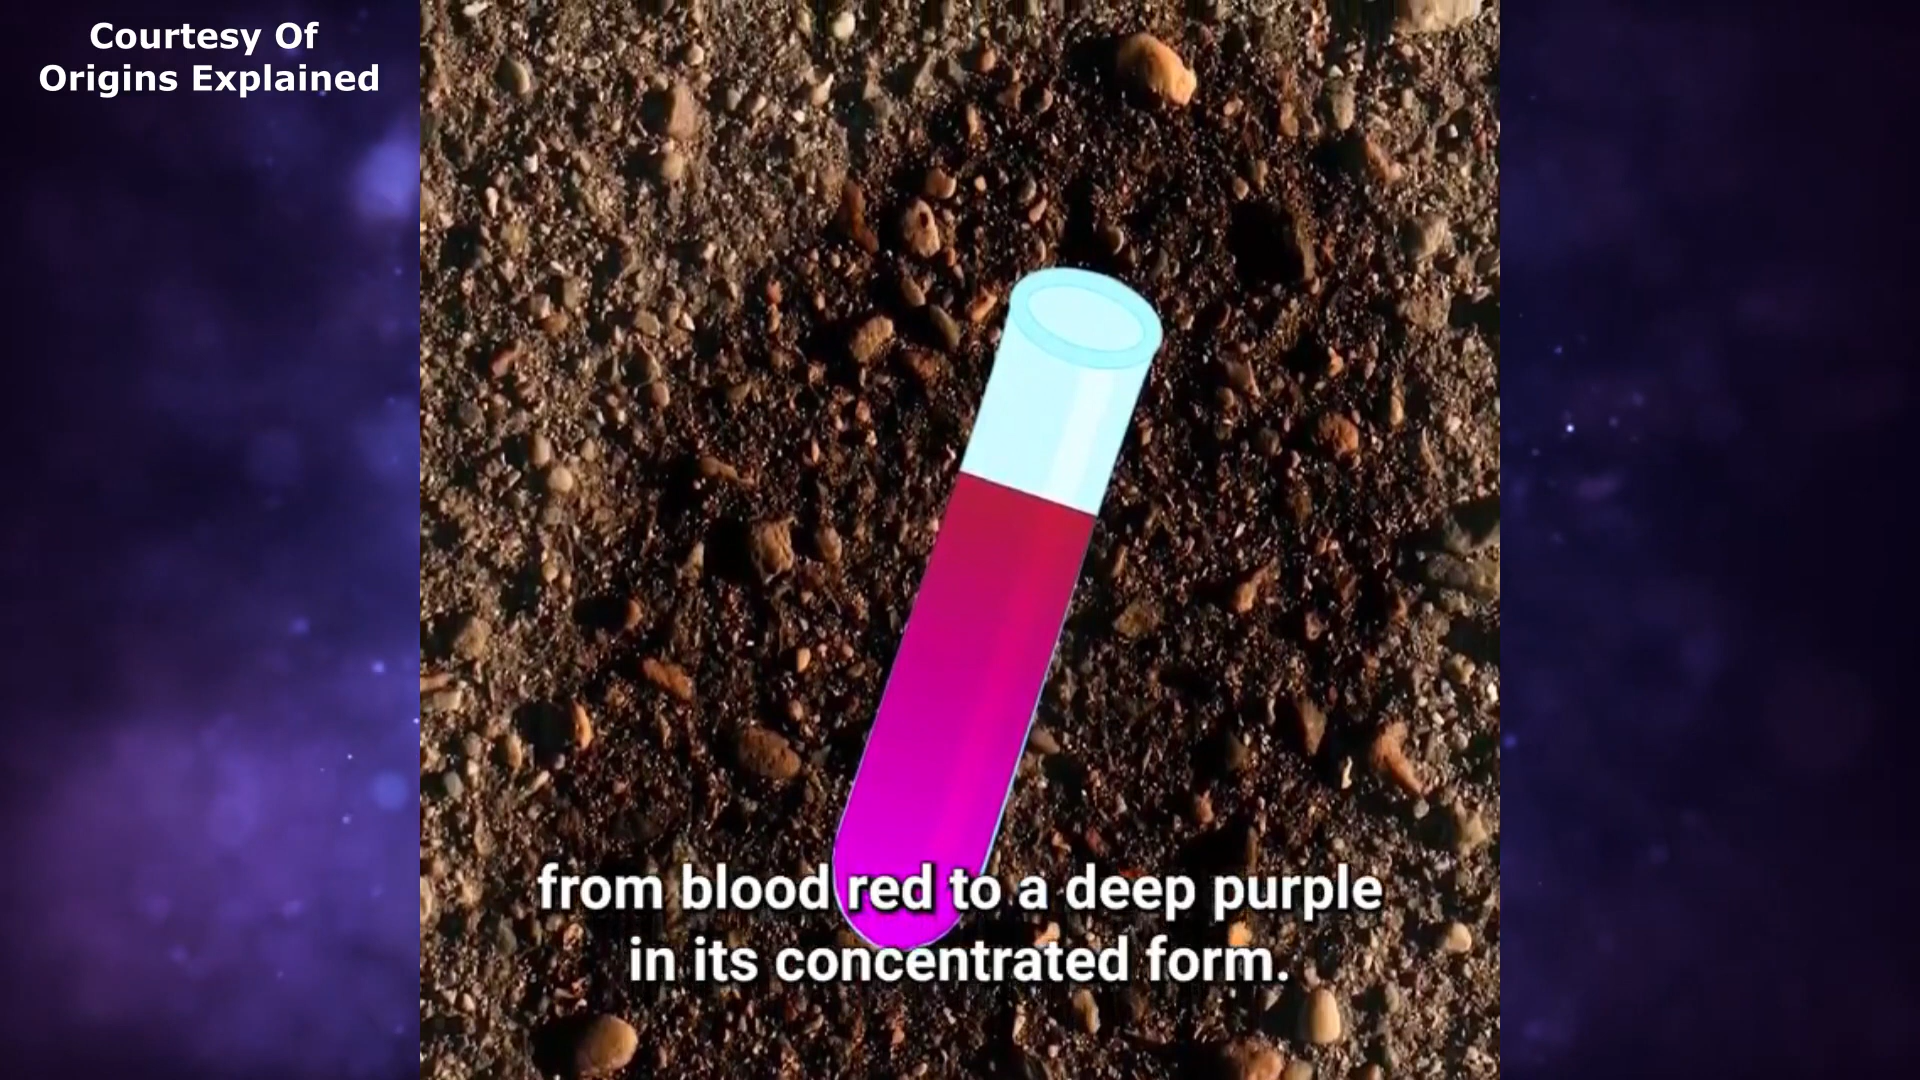 Courtesy Of
Origins Explained
from blood red to a deep purple
in its concentrated form.